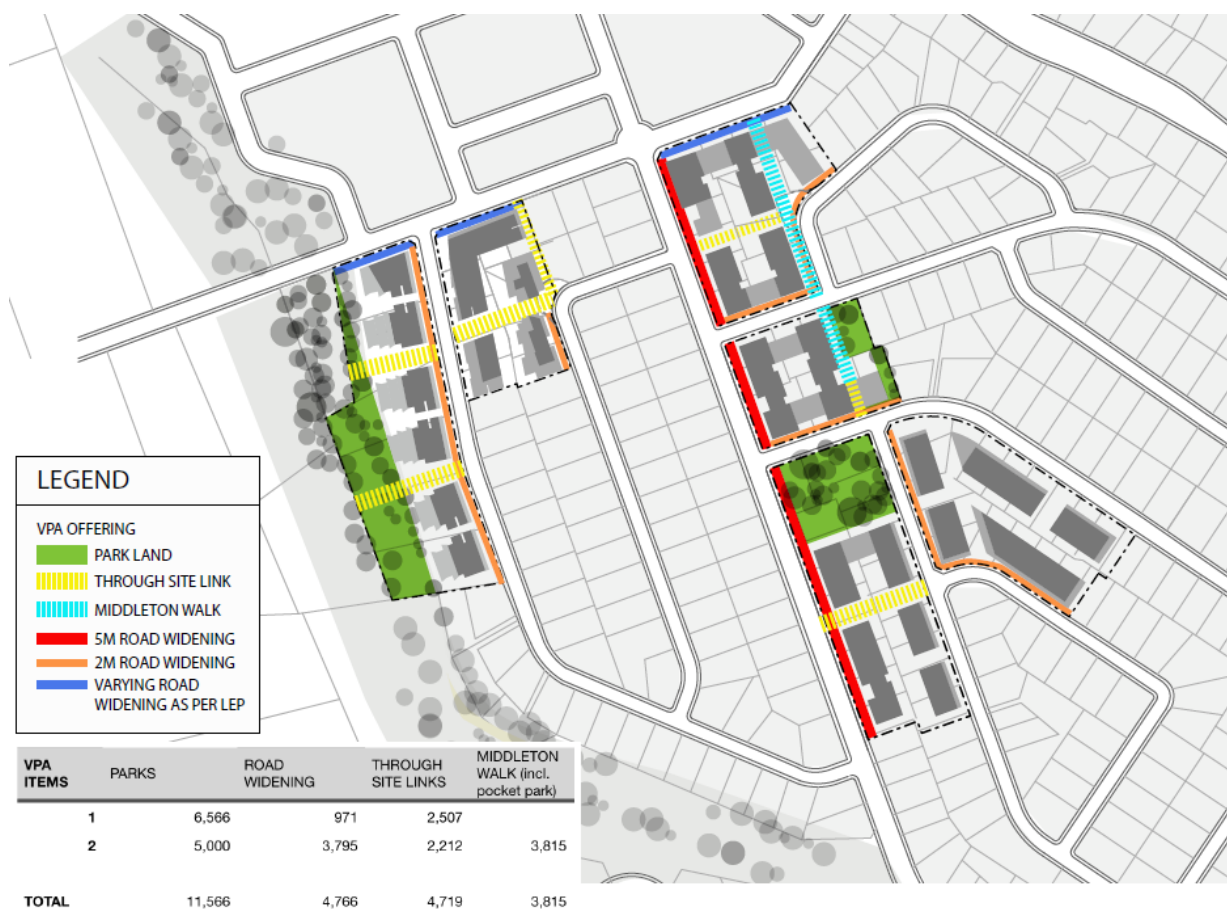 LEGEND
VPA OFFERING
PARK LAND
THROUGH SITE LINK
MIDDLETON WALK
5M ROAD WIDENING
2M ROAD WIDENING
VARYING ROAD
WIDENING AS PER LEP
VPA ITEMS PARKS ROAD WIDENING THROUGH SITE LINKS MIDDLETON WALK (incl. pocket park)
1 6,566 971 2,507
2 5,000 3,795 2,212 3,815
TOTAL 11,566 4,766 4,719 3,815